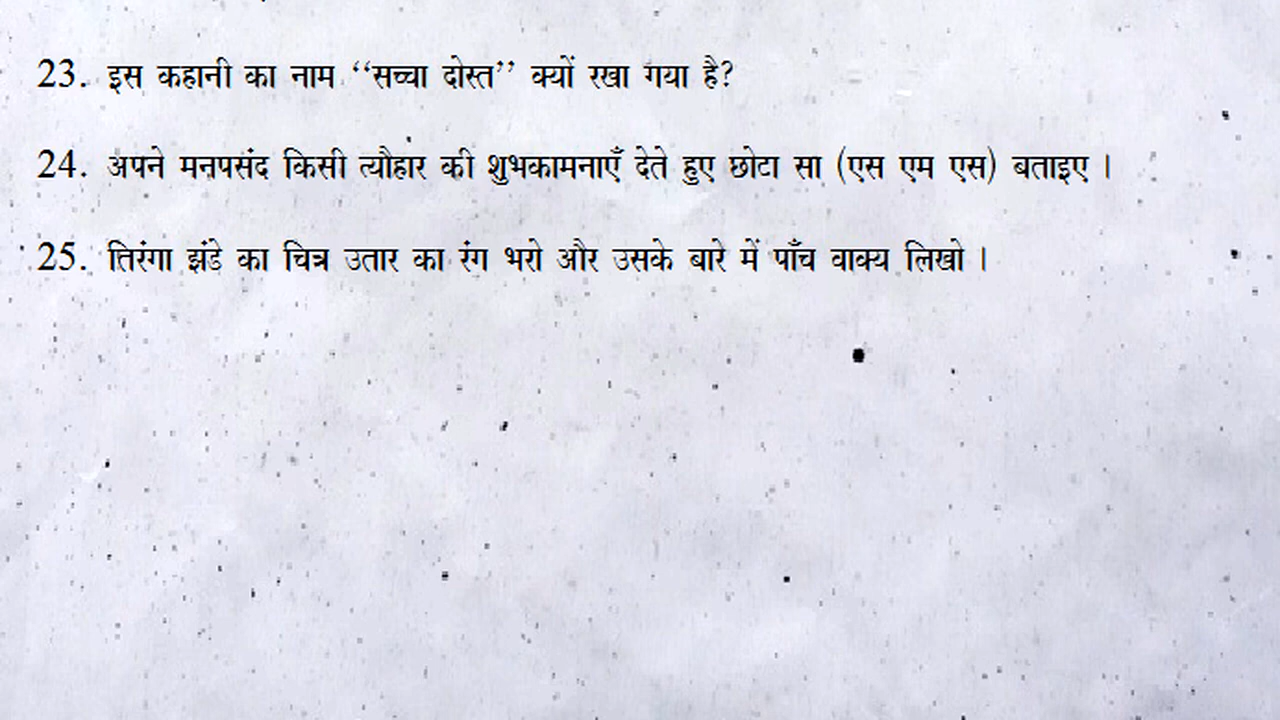 23. इस कहानी का नाम ‘‘सच्चा दोस्त’’ क्यों रखा गया है?
24. अपने मनपसंद किसी त्यौहार की शुभकामनाएँ देते हुए छोटा सा (एस एम एस) बताइए ।
25. तिरंगा झंडे का चित्र उतार का रंग भरो और उसके बारे में पाँच वाक्य लिखो ।